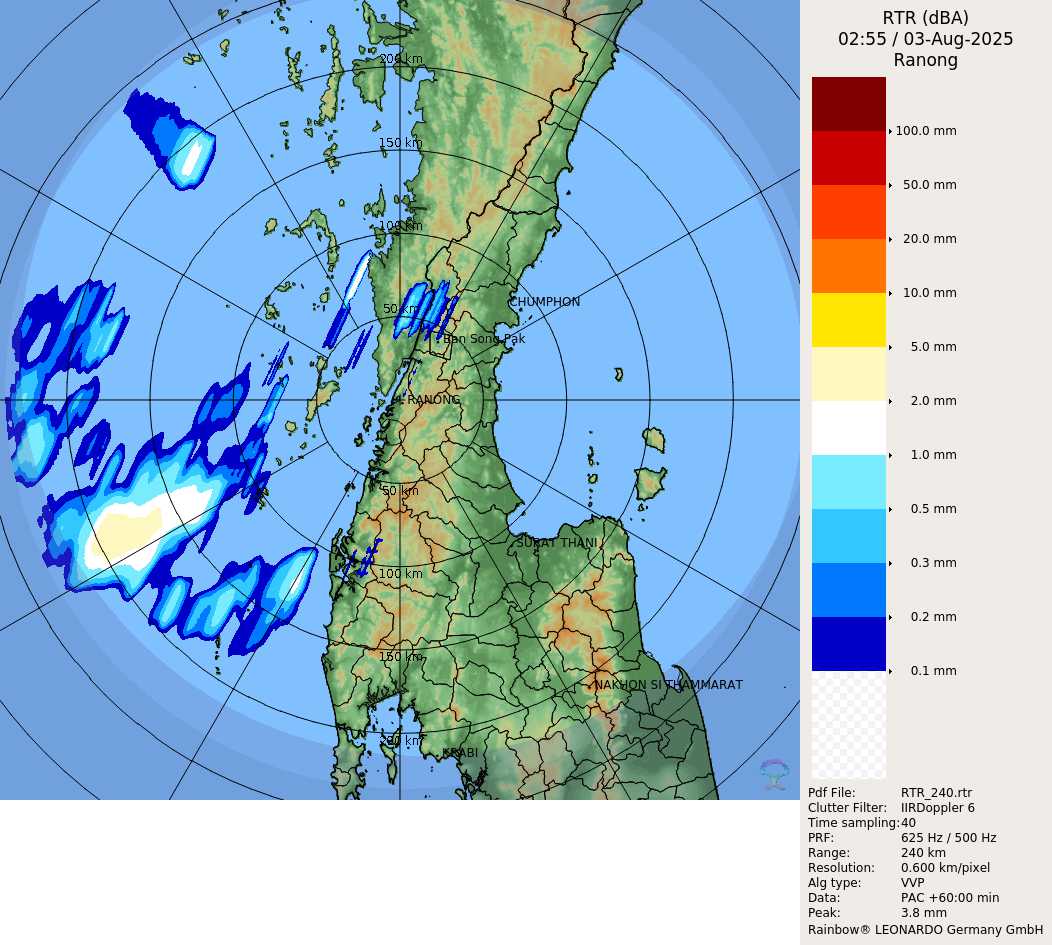 RTR (dBA)
02:55 / 03-Aug-2025
Ranong
100.0 mm
50.0 mm
20.0 mm
10.0 mm
5.0 mm
2.0 mm
1.0 mm
0.5 mm
0.3 mm
0.2 mm
0.1 mm
Pdf File: RTR_240.rtr
Clutter Filter: IIRDoppler 6
Time sampling:40
PRF: 625 Hz / 500 Hz
Range: 240 km
Resolution: 0.600 km/pixel
Alg type: VVP
Data: PAC +60:00 min
Peak: 3.8 mm
Rainbow® LEONARDO Germany GmbH
200 km
150 km
100 km
50 km
CHUMPHON
Ban Song Pak
RANONG
50 km
SURAT THANI
100 km
150 km
NAKHON SI THAMMARAT
200 km
KRABI